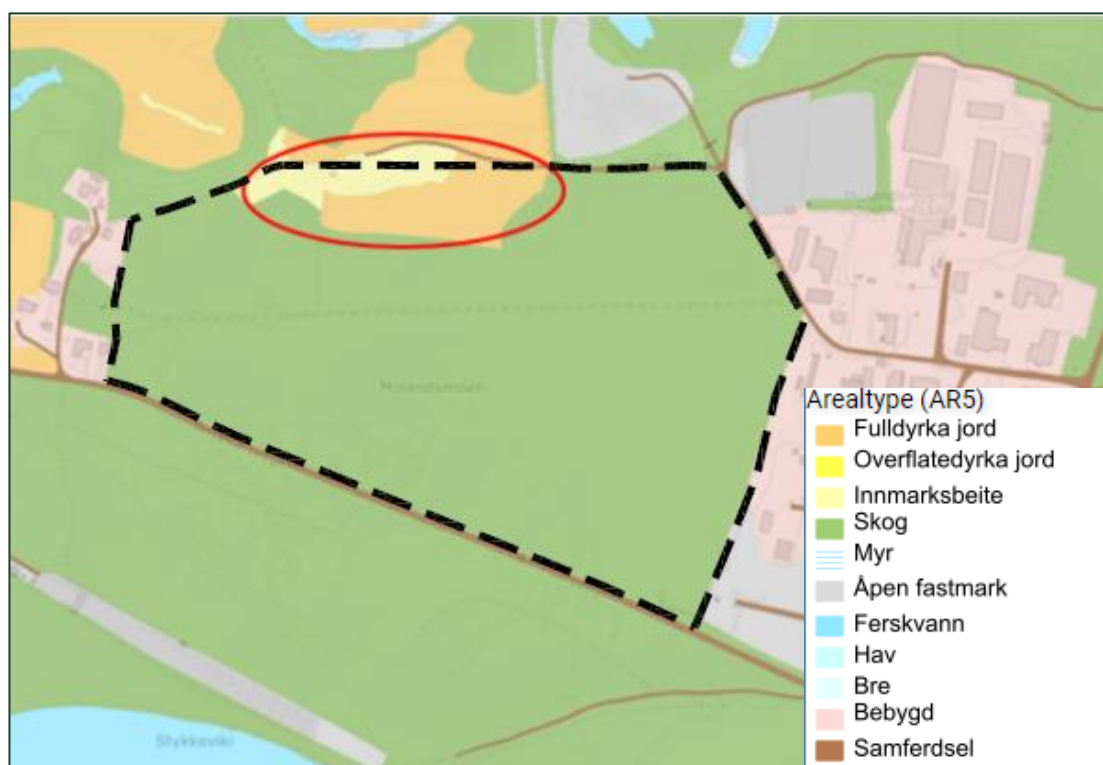 Arealtype (AR5)
Fulldyrka jord
Overflatedyrka jord
Innmarksbeite
Skog
Myr
Åpen fastmark
Ferskvann
Hav
Bre
Bebygd
Samferdsel